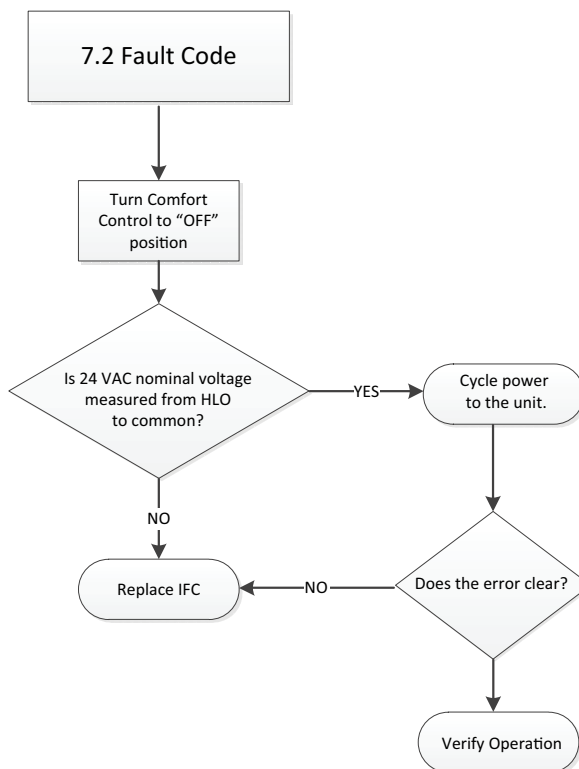 7.2 Fault Code
Turn Comfort
Control to “OFF”
position
Is 24 VAC nominal voltage
measured from HLO
to common?
YES
Cycle power
to the unit.
NO
Replace IFC
NO
Does the error clear?
Verify Operation